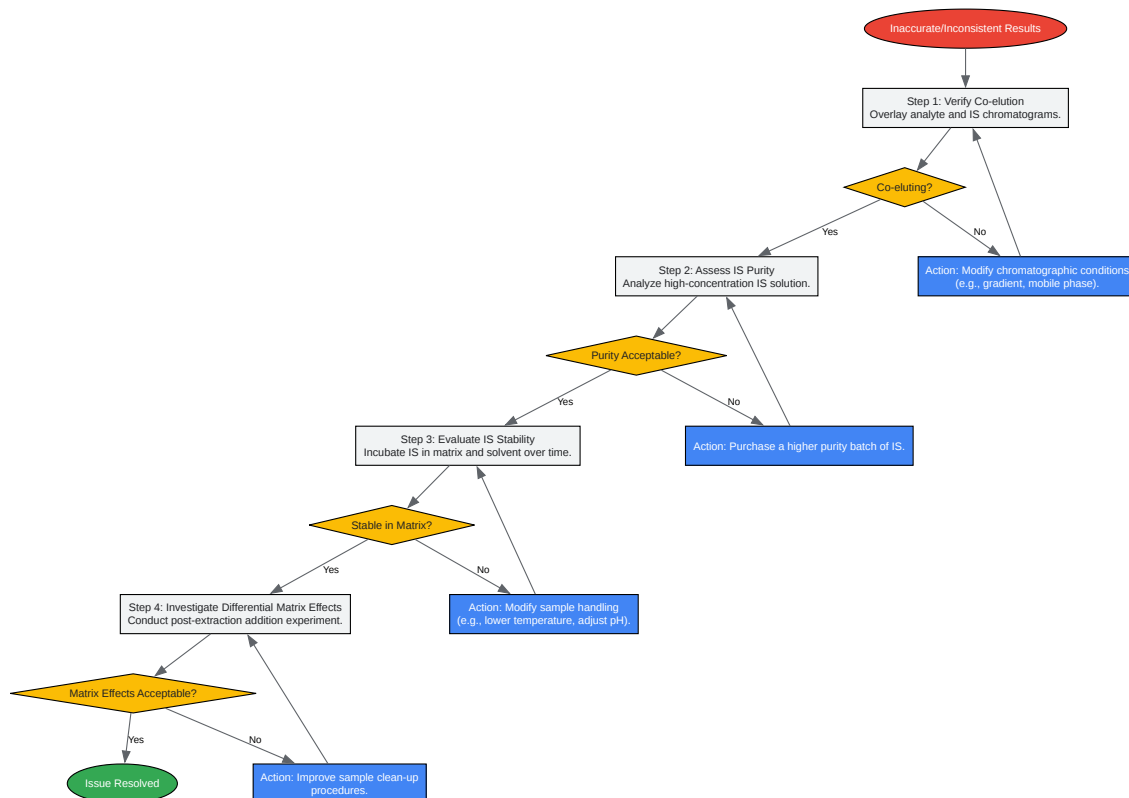 Inaccurate/Inconsistent Results
Step 1: Verify Co-elution
Overlay analyte and IS chromatograms.
Co-eluting?
Yes
No
Step 2: Assess IS Purity
Analyze high-concentration IS solution.
Action: Modify chromatographic conditions
(e.g., gradient, mobile phase).
Purity Acceptable?
Yes
No
Step 3: Evaluate IS Stability
Incubate IS in matrix and solvent over time.
Action: Purchase a higher purity batch of IS.
Stable in Matrix?
Yes
No
Step 4: Investigate Differential Matrix Effects
Conduct post-extraction addition experiment.
Action: Modify sample handling
(e.g., lower temperature, adjust pH).
Matrix Effects Acceptable?
Yes
No
Issue Resolved
Action: Improve sample clean-up
procedures.